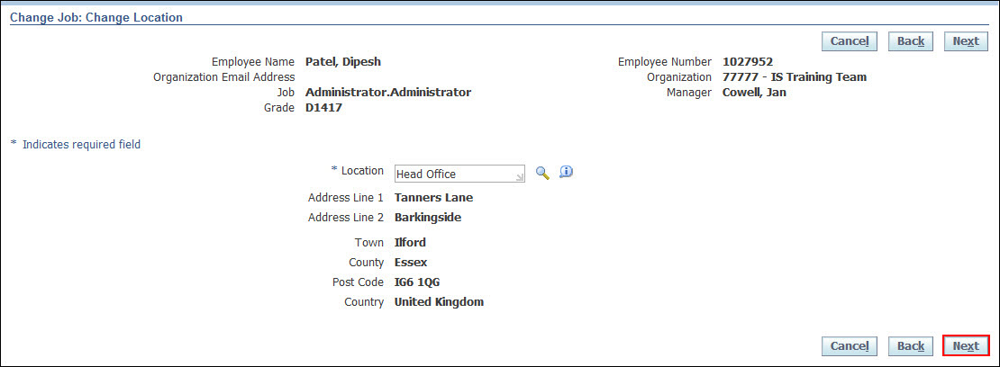 Change Job: Change Location
Cancel Back Next
Employee Name Patel, Dipesh Employee Number 1027952
Organization Email Address Organization 77777 - IS Training Team
Job Administrator.Administrator Manager Cowell, Jan
Grade D1417
* Indicates required field
* Location Head Office
Address Line 1 Tanners Lane
Address Line 2 Barkingside
Town Ilford
County Essex
Post Code IG6 1QG
Country United Kingdom
Cancel Back Next